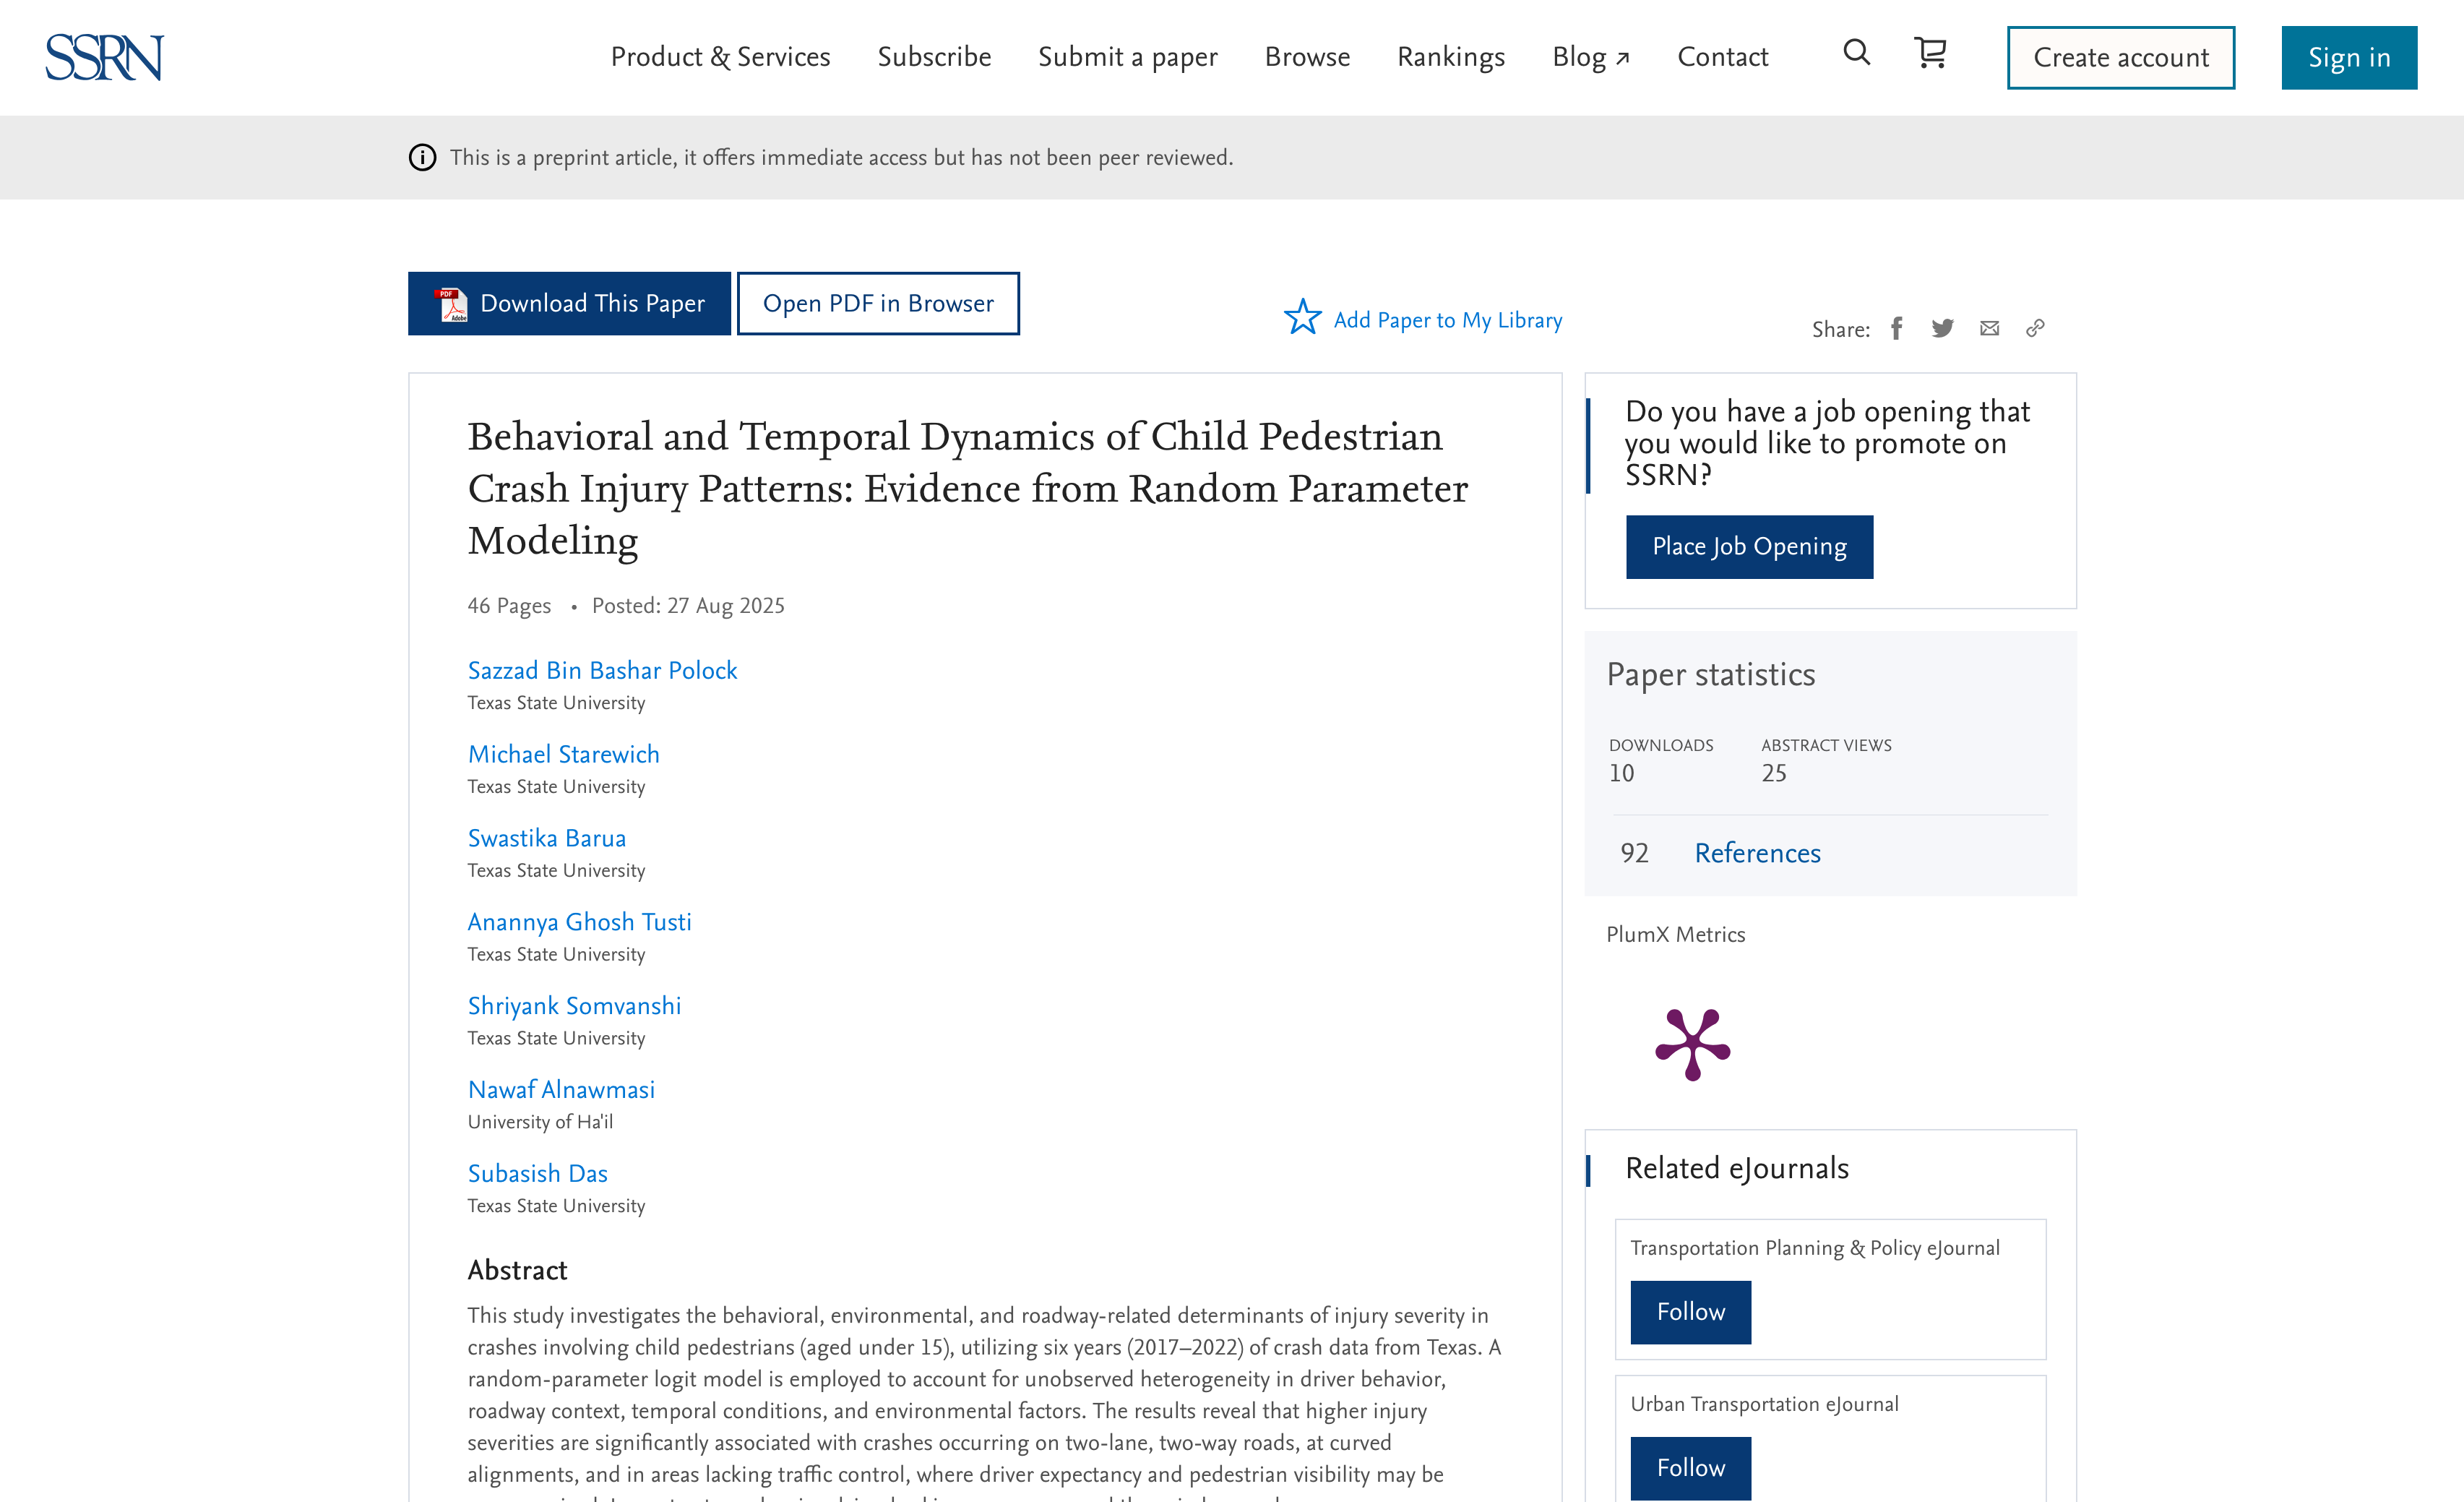 SSRN
Product & Services
Subscribe
Submit a paper
Browse
Rankings
Blog ↗
Contact
Create account
Sign in
This is a preprint article, it offers immediate access but has not been peer reviewed.
PDF
Adobe
Download This Paper
Open PDF in Browser
Add Paper to My Library
Share:
Behavioral and Temporal Dynamics of Child Pedestrian
Crash Injury Patterns: Evidence from Random Parameter
Modeling
46 Pages • Posted: 27 Aug 2025
Sazzad Bin Bashar Polock
Texas State University
Michael Starewich
Texas State University
Swastika Barua
Texas State University
Anannya Ghosh Tusti
Texas State University
Shriyank Somvanshi
Texas State University
Nawaf Alnawmasi
University of Ha'il
Subasish Das
Texas State University
Abstract
This study investigates the behavioral, environmental, and roadway-related determinants of injury severity in
crashes involving child pedestrians (aged under 15), utilizing six years (2017–2022) of crash data from Texas. A
random-parameter logit model is employed to account for unobserved heterogeneity in driver behavior,
roadway context, temporal conditions, and environmental factors. The results reveal that higher injury
severities are significantly associated with crashes occurring on two-lane, two-way roads, at curved
alignments, and in areas lacking traffic control, where driver expectancy and pedestrian visibility may be
Do you have a job opening that
you would like to promote on
SSRN?
Place Job Opening
Paper statistics
DOWNLOADS
10
ABSTRACT VIEWS
25
92 References
PlumX Metrics
Related eJournals
Transportation Planning & Policy eJournal
Follow
Urban Transportation eJournal
Follow